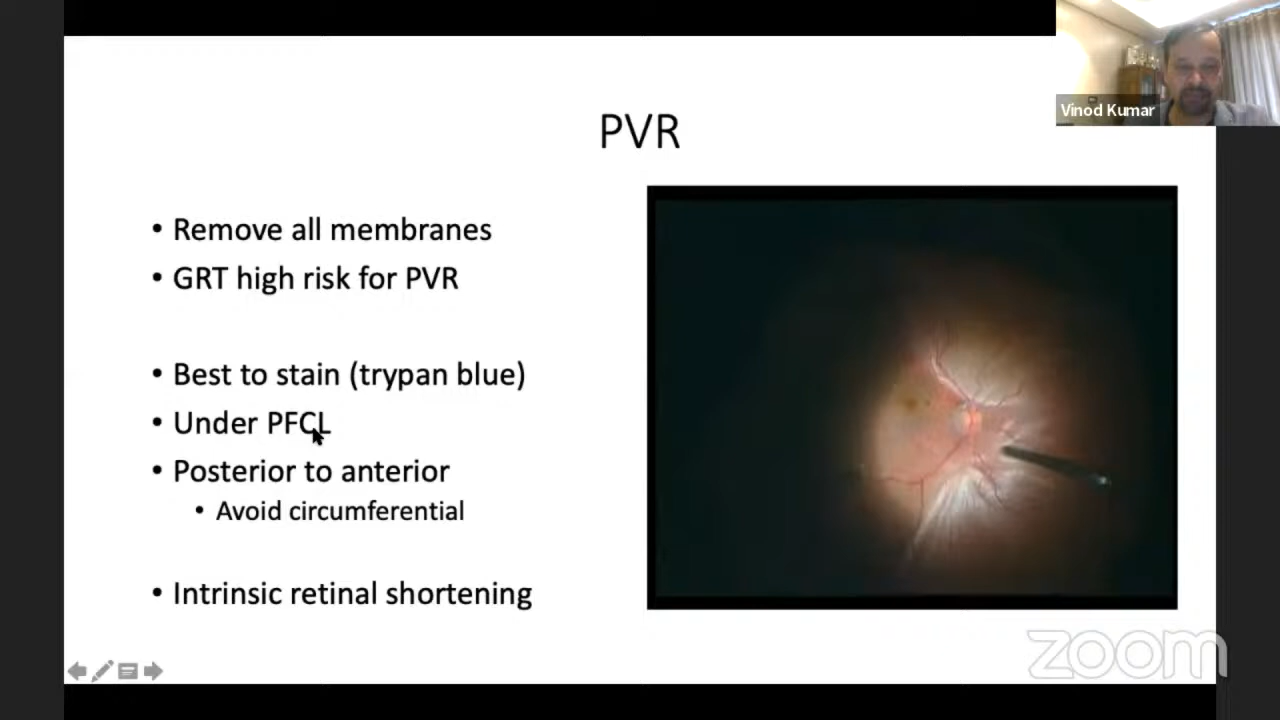 Vinod Kumar
PVR
• Remove all membranes
• GRT high risk for PVR
• Best to stain (trypan blue)
• Under PFCL
• Posterior to anterior
• Avoid circumferential
• Intrinsic retinal shortening
zoom